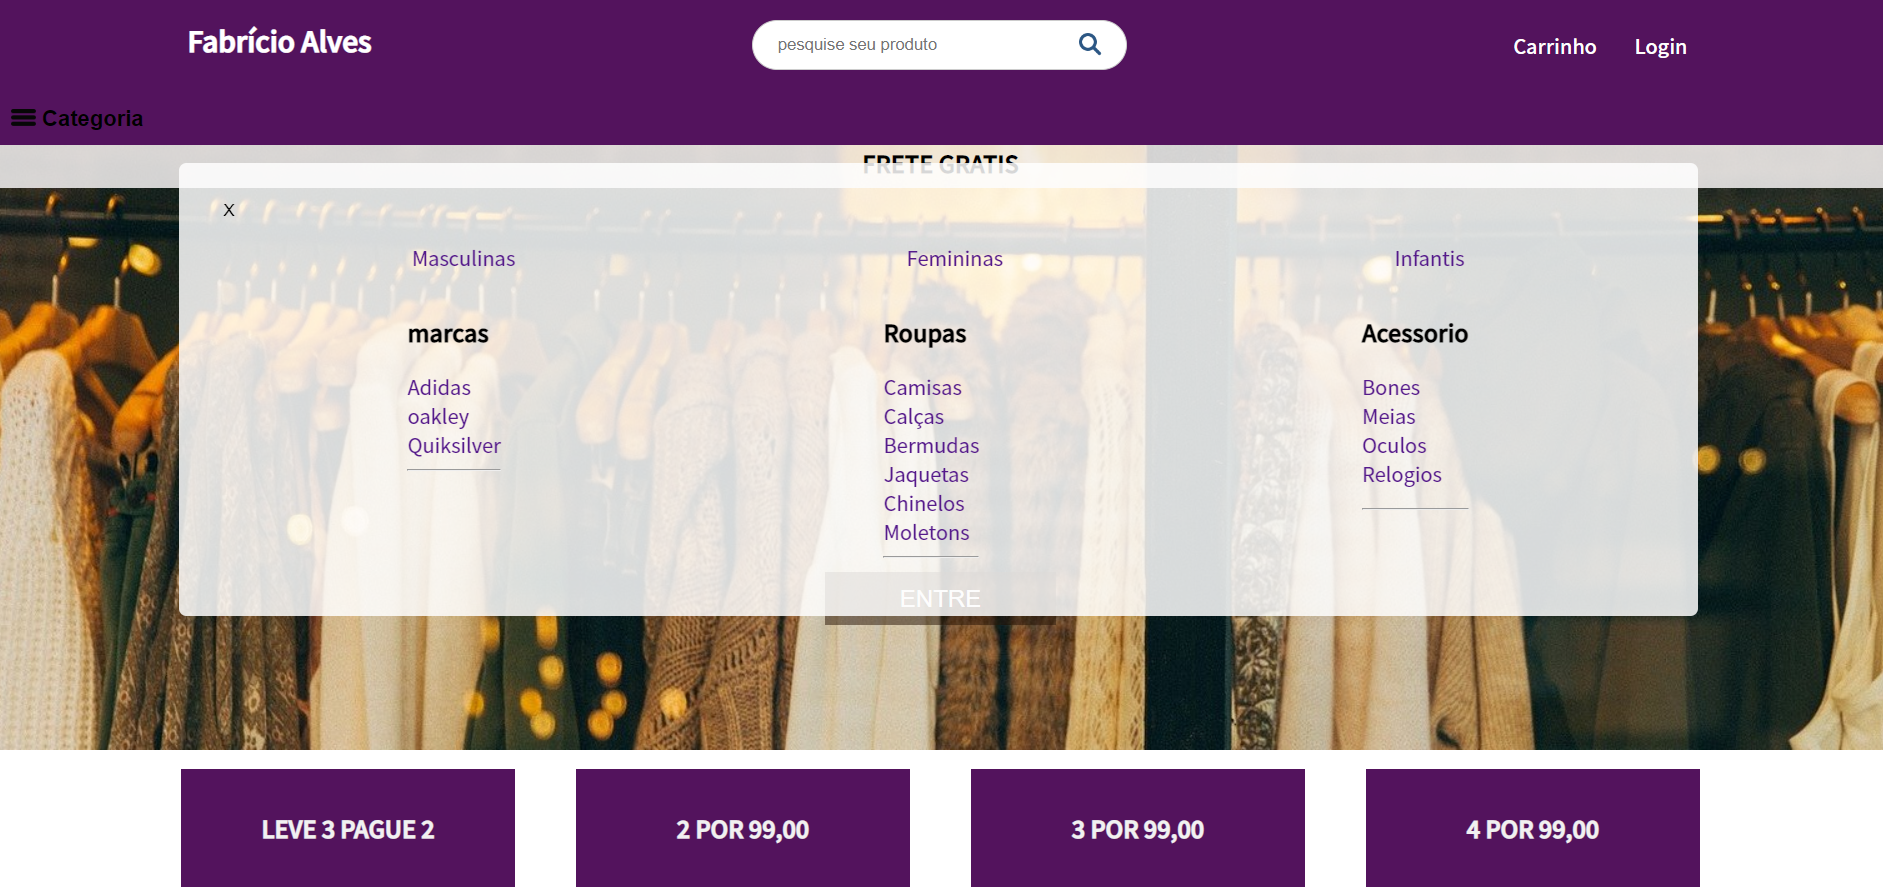 Fabrício Alves
pesquise seu produto
Carrinho
Login
Categoria
FRETE GRATIS
X
Masculinas
Femininas
Infantis
marcas
Adidas
oakley
Quiksilver
Roupas
Camisas
Calças
Bermudas
Jaquetas
Chinelos
Moletons
Acessorio
Bones
Meias
Oculos
Relogios
ENTRE
LEVE 3 PAGUE 2
2 POR 99,00
3 POR 99,00
4 POR 99,00